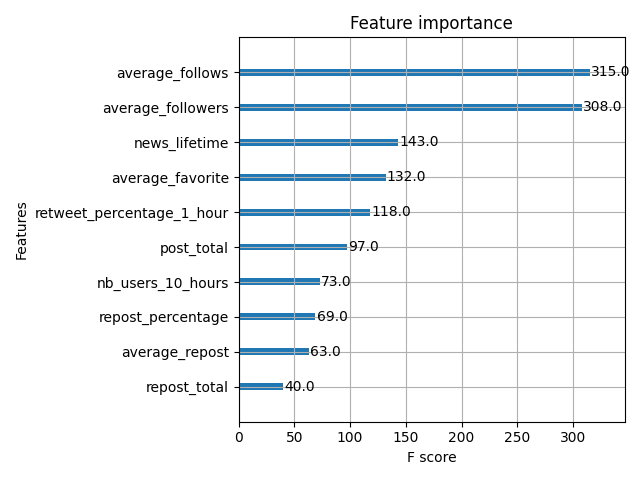 Feature importance
average_follows 315.0
average_followers 308.0
news_lifetime 143.0
average_favorite 132.0
retweet_percentage_1_hour 118.0
post_total 97.0
nb_users_10_hours 73.0
repost_percentage 69.0
average_repost 63.0
repost_total 40.0
0 50 100 150 200 250 300
F score
Features